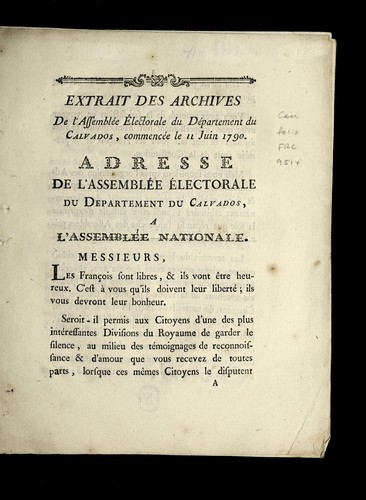 EXTRAIT DES ARCHIVES
De l'Assemblée Électorale du Département du
CALVADOS, commencée le 11 Juin 1790.
ADRESSE
DE L'ASSEMBLÉE ÉLECTORALE
DU DEPARTEMENT DU CALVADOS,
A
L'ASSEMBLÉE NATIONALE.
MESSIEURS,
LES François sont libres, & ils vont être heu-
reux. C'est à vous qu'ils doivent leur liberté ; ils
vous devront leur bonheur.
Seroit-il permis aux Citoyens d'une des plus
intéressantes Divisions du Royaume de garder le
silence, au milieu des témoignages de reconnois-
sance & d'amour que vous recevez de toutes
parts, lorsque ces mêmes Citoyens le disputent
A
Case
folio
FRC
9514